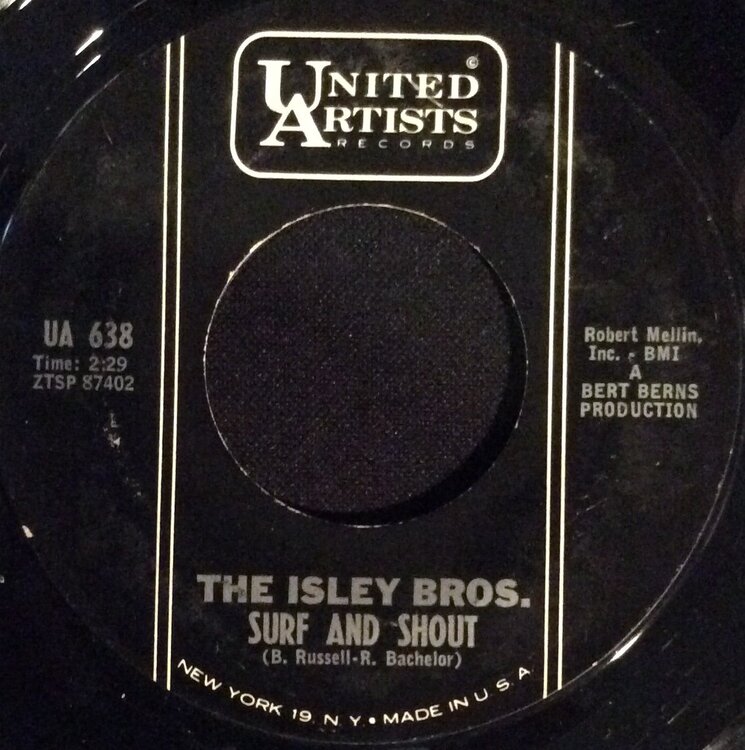 UNITED
ARTISTS
RECORDS
©
UA 638
Time: 2:29
ZTSP 87402
Robert Mellin,
Inc. - BMI
A
BERT BERNS
PRODUCTION
THE ISLEY BROS.
SURF AND SHOUT
(B. Russell-R. Bachelor)
NEW YORK 19 N Y • MADE IN U S A